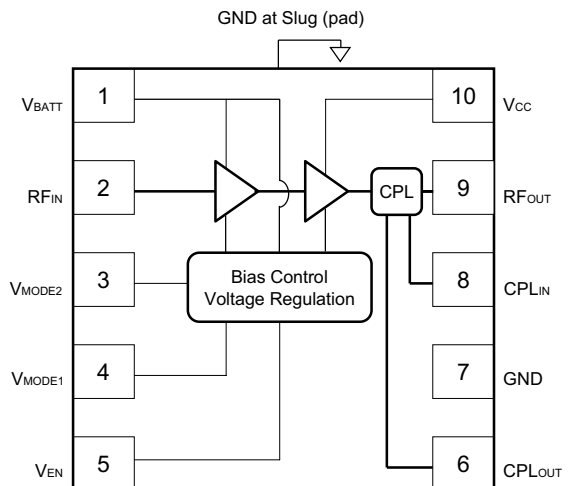 GND at Slug (pad)
VBATT 1 10 VCC
RFIN 2 CPL 9 RFOUT
VMODE2 3 Bias Control
Voltage Regulation 8 CPLIN
VMODE1 4 7 GND
VEN 5 6 CPLOUT